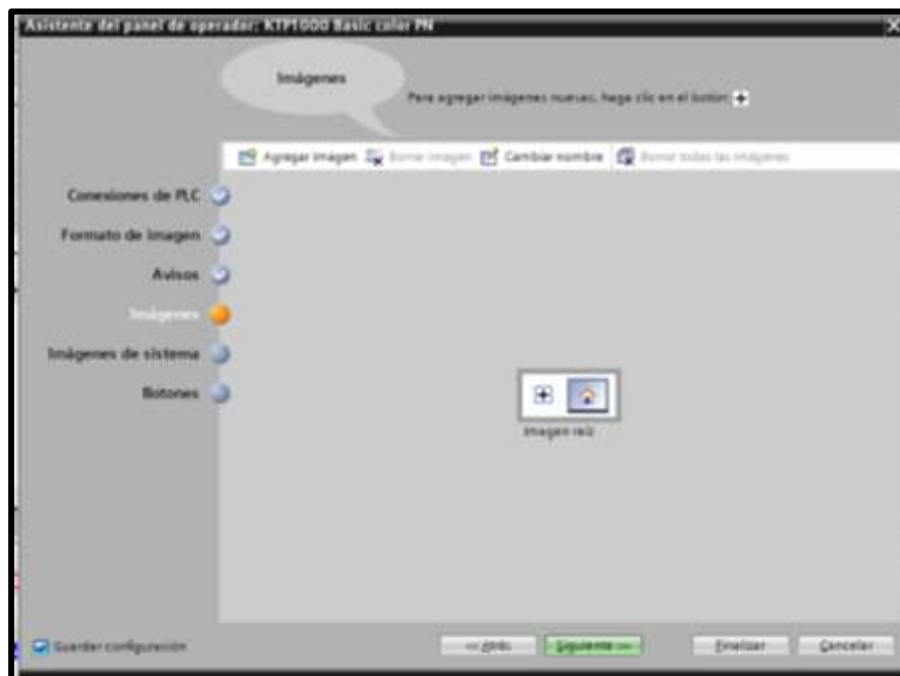 Asistente del panel de operador: KTP1000 Basic color PN
Imágenes
Para agregar imágenes nuevas, haga clic en el botón
Agregar imagen Borrar imagen Cambiar nombre Borrar todas las imágenes
Conexiones de PLC
Formato de imagen
Avisos
Imágenes
Imágenes de sistema
Botones
Imagen raíz
Guardar configuración
<< Atrás Siguiente >> Finalizar Cancelar